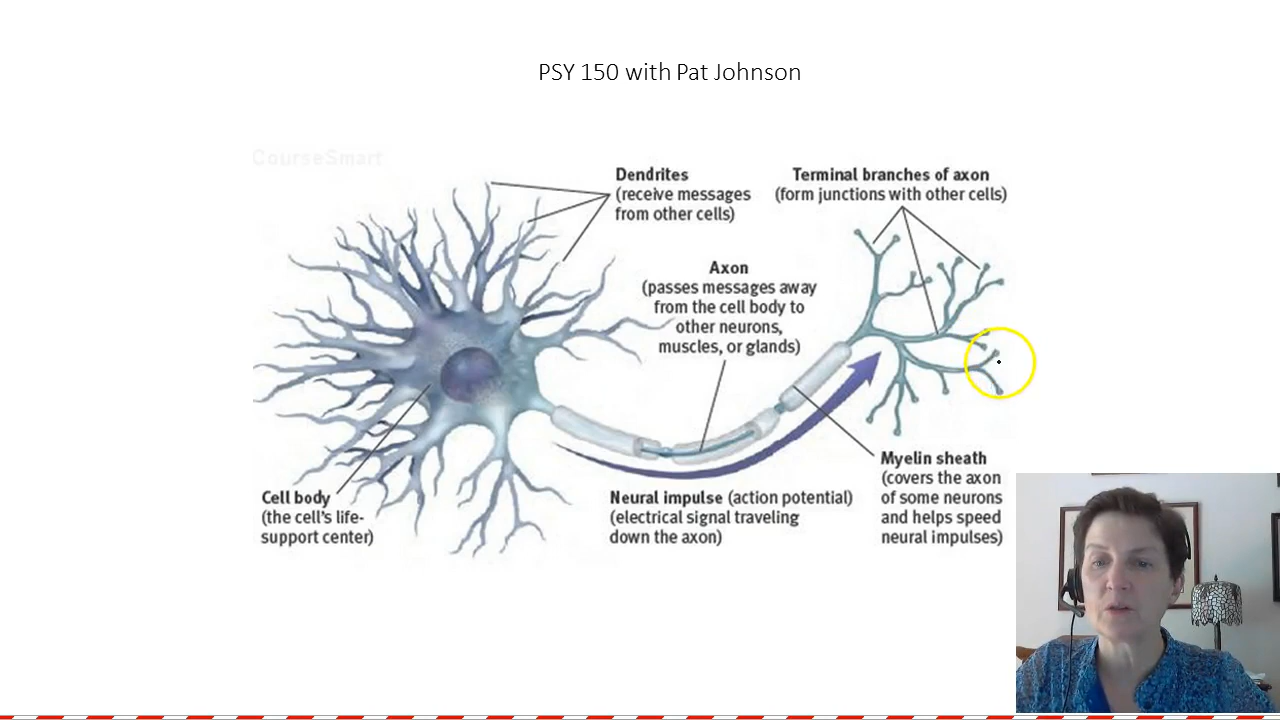 PSY 150 with Pat Johnson
CourseSmart
Dendrites
(receive messages
from other cells)
Terminal branches of axon
(form junctions with other cells)
Axon
(passes messages away
from the cell body to
other neurons,
muscles, or glands)
Cell body
(the cell's life-
support center)
Neural impulse (action potential)
(electrical signal traveling
down the axon)
Myelin sheath
(covers the axon
of some neurons
and helps speed
neural impulses)